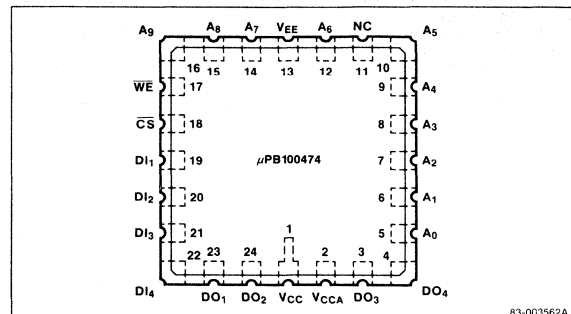 A9 A8 A7 VEE A6 NC A5
16 15 14 13 12 11 10
WE 17 9 A4
CS 18 8 A3
DI1 19 μPB100474 7 A2
DI2 20 6 A1
DI3 21 5 A0
22 23 24 1 2 3 4
DI4 DO1 DO2 VCC VCCA DO3 DO4
83-003562A